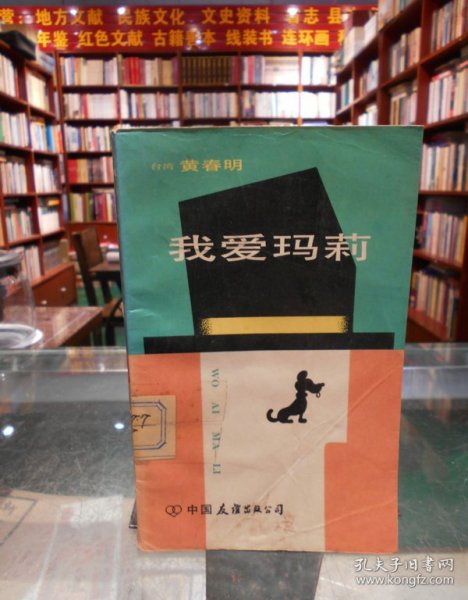 营：地方文献 民族文化 文史资料 省志县
年鉴 红色文献 古籍善本 线装书 连环画
台湾 黄春明
我爱玛莉
WO AI MA LI
77
中国友谊出版公司
孔夫子旧书网
www.kongfz.com